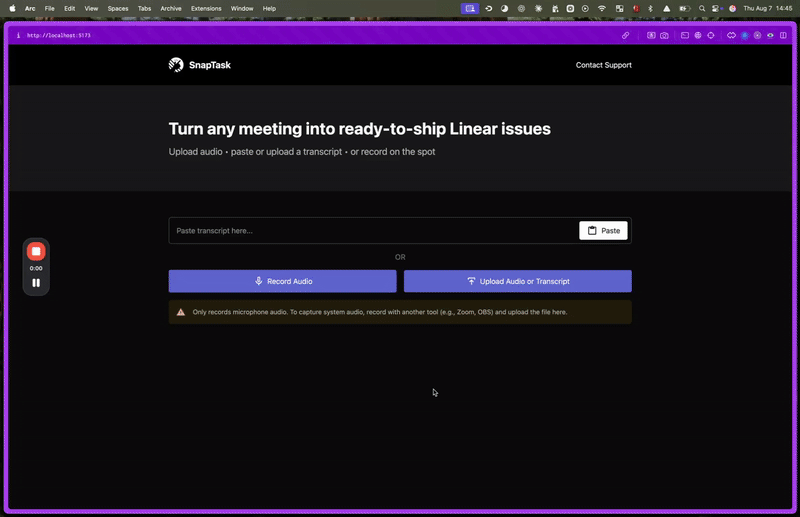 Arc File Edit View Spaces Tabs Archive Extensions Window Help Thu Aug 7 14:45
http://localhost:5173
SnapTask Contact Support
Turn any meeting into ready-to-ship Linear issues
Upload audio • paste or upload a transcript • or record on the spot
Paste transcript here... Paste
OR
0:00
Record Audio Upload Audio or Transcript
Only records microphone audio. To capture system audio, record with another tool (e.g., Zoom, OBS) and upload the file here.